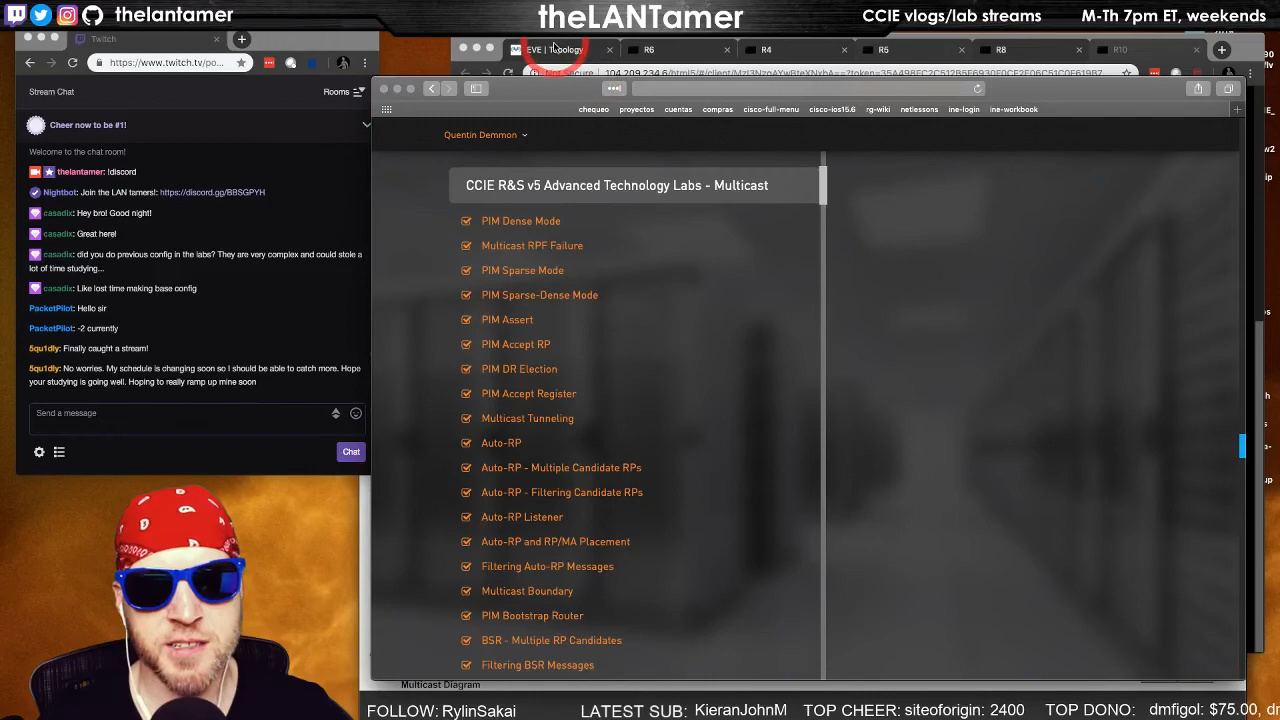 thelantamer
theLANTamer
CCIE vlogs/lab streams
M-Th 7pm ET, weekends
Twitch
https://www.twitch.tv/po...
Stream Chat
Rooms
Cheer now to be #1!
Welcome to the chat room!
thelantamer: !discord
Nightbot: Join the LAN tamers! https://discord.gg/BBSGPYH
casadix: Hey bro! Good night!
casadix: Great here!
casadix: did you do previous config in the labs? They are very complex and could stole a
lot of time studying...
casadix: Like lost time making base config
PacketPilot: Hello sir
PacketPilot: -2 currently
5qu1dly: Finally caught a stream!
5qu1dly: No worries. My schedule is changing soon so I should be able to catch more. Hope
your studying is going well. Hoping to really ramp up mine soon
Send a message
Chat
EVE | Topology
R6
R4
R5
R8
R10
Not Secure
chequeo
proyectos
cuentas
compras
cisco-full-menu
cisco-ios15.6
rg-wiki
netlessons
ine-login
ine-workbook
Quentin Demmon
CCIE R&S v5 Advanced Technology Labs - Multicast
PIM Dense Mode
Multicast RPF Failure
PIM Sparse Mode
PIM Sparse-Dense Mode
PIM Assert
PIM Accept RP
PIM DR Election
PIM Accept Register
Multicast Tunneling
Auto-RP
Auto-RP - Multiple Candidate RPs
Auto-RP - Filtering Candidate RPs
Auto-RP Listener
Auto-RP and RP/MA Placement
Filtering Auto-RP Messages
Multicast Boundary
PIM Bootstrap Router
BSR - Multiple RP Candidates
Filtering BSR Messages
Multicast Diagram
FOLLOW: RylinSakai
LATEST SUB: KieranJohnM
TOP CHEER: siteoforigin: 2400
TOP DONO: dmfigol: $75.00, dm